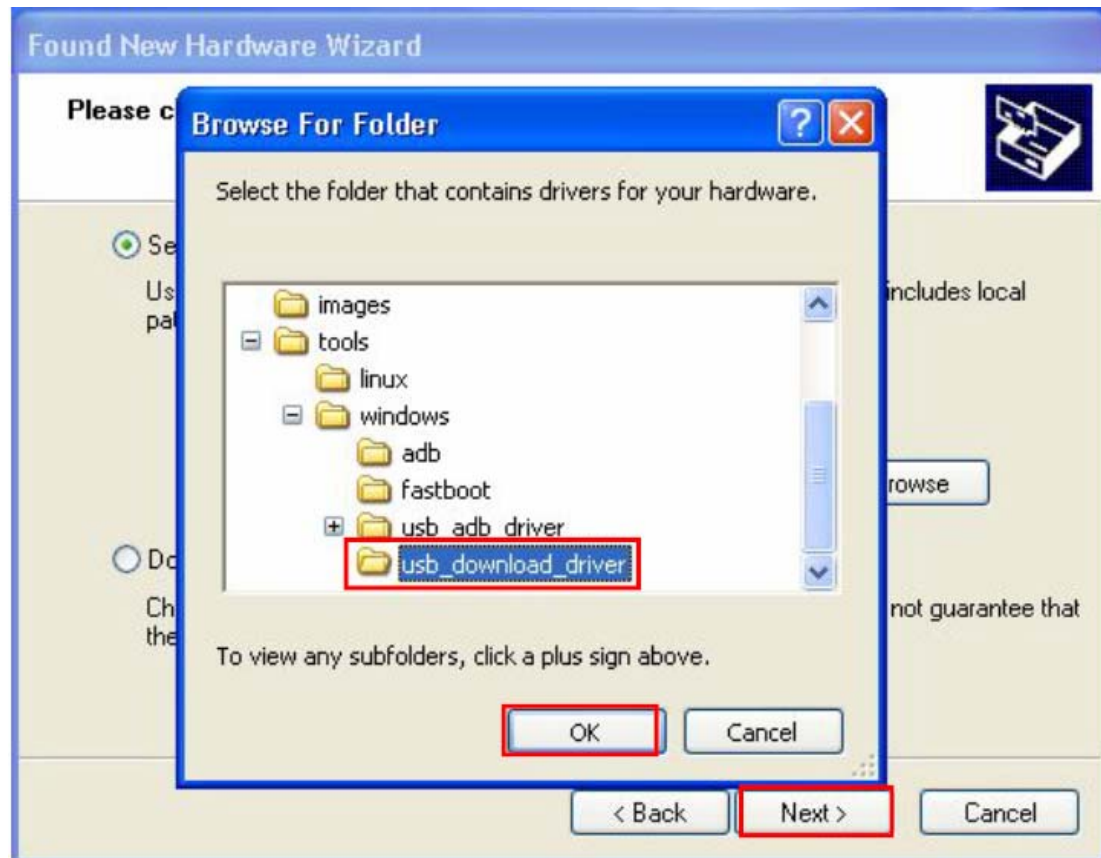 Found New Hardware Wizard
Please c
Browse For Folder
Select the folder that contains drivers for your hardware.
Se
Us
includes local
pat
images
tools
linux
windows
adb
fastboot
rowse
usb_adb_driver
usb_download_driver
Do
Ch
not guarantee that
the
To view any subfolders, click a plus sign above.
OK
Cancel
< Back
Next >
Cancel